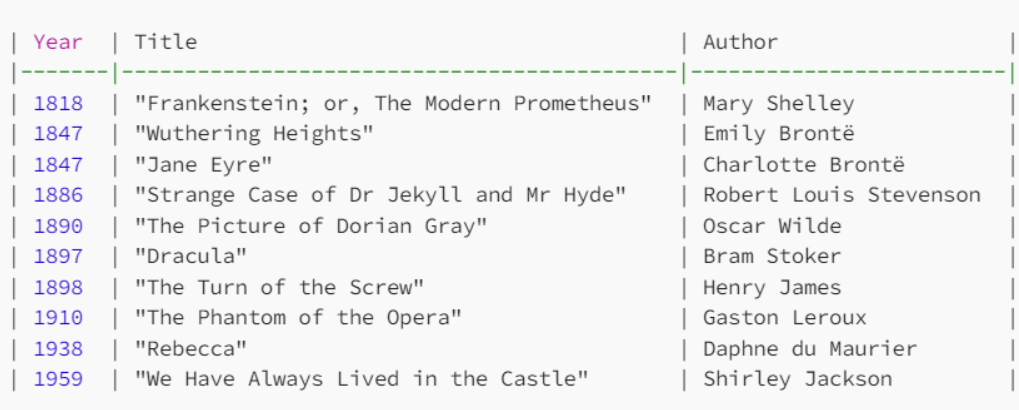 | Year  | Title                                      | Author                  |
|-------|--------------------------------------------|-------------------------|
| 1818  | "Frankenstein; or, The Modern Prometheus"  | Mary Shelley            |
| 1847  | "Wuthering Heights"                        | Emily Brontë            |
| 1847  | "Jane Eyre"                                | Charlotte Brontë        |
| 1886  | "Strange Case of Dr Jekyll and Mr Hyde"    | Robert Louis Stevenson  |
| 1890  | "The Picture of Dorian Gray"               | Oscar Wilde             |
| 1897  | "Dracula"                                  | Bram Stoker             |
| 1898  | "The Turn of the Screw"                    | Henry James             |
| 1910  | "The Phantom of the Opera"                 | Gaston Leroux           |
| 1938  | "Rebecca"                                  | Daphne du Maurier       |
| 1959  | "We Have Always Lived in the Castle"       | Shirley Jackson         |